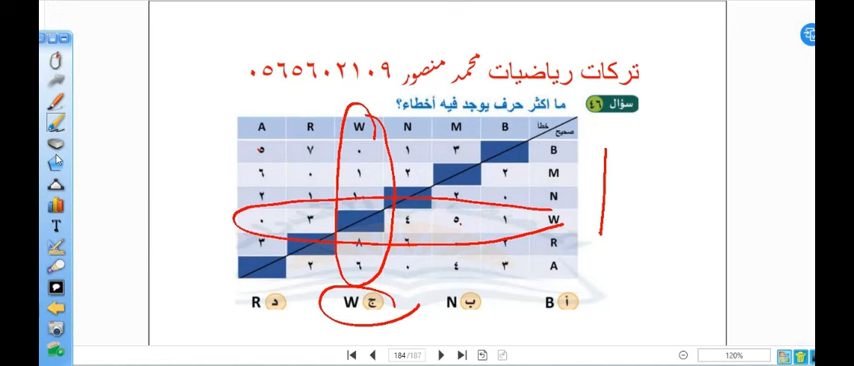 تركات رياضيات محمد منصور ٠٥٦٥٦٠٢١٠٩
سؤال ٤٦ ما اكثر حرف يوجد فيه أخطاء؟
A R W N M B خطا صحيح
٥ ٧ ٠ ١ ٣ B
٦ ٠ ١ ٢ ٢ M
٢ ١ ١٠ ٢ ٠ N
٠ ٣ ٤ ٥ ١ W
٣ ٨ ٦ ٢ R
٢ ٦ ٠ ٤ ٣ A
R د W ج N ب B أ
184 / 187 120%